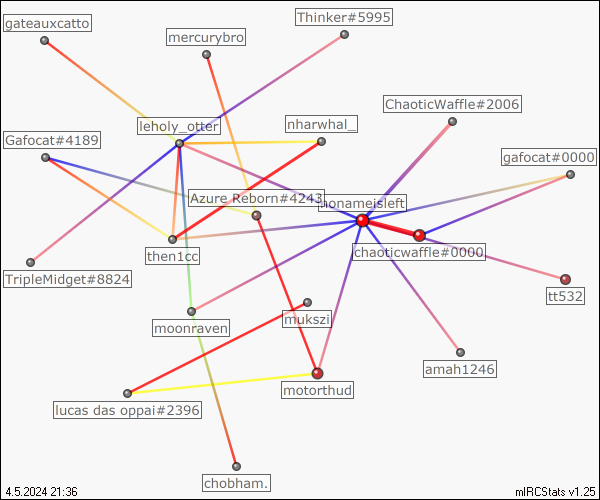 Thinker#5995
gateauxcatto
mercurybro
ChaoticWaffle#2006
leholy_otter
nharwhal_
Gafocat#4189
gafocat#0000
Azure Reborn#4243
nonameisleft
then1cc
chaoticwaffle#0000
TripleMidget#8824
tt532
moonraven
mukszi
amah1246
motorthud
lucas das oppai#2396
chobham.
4.5.2024 21:36
mIRCStats v1.25